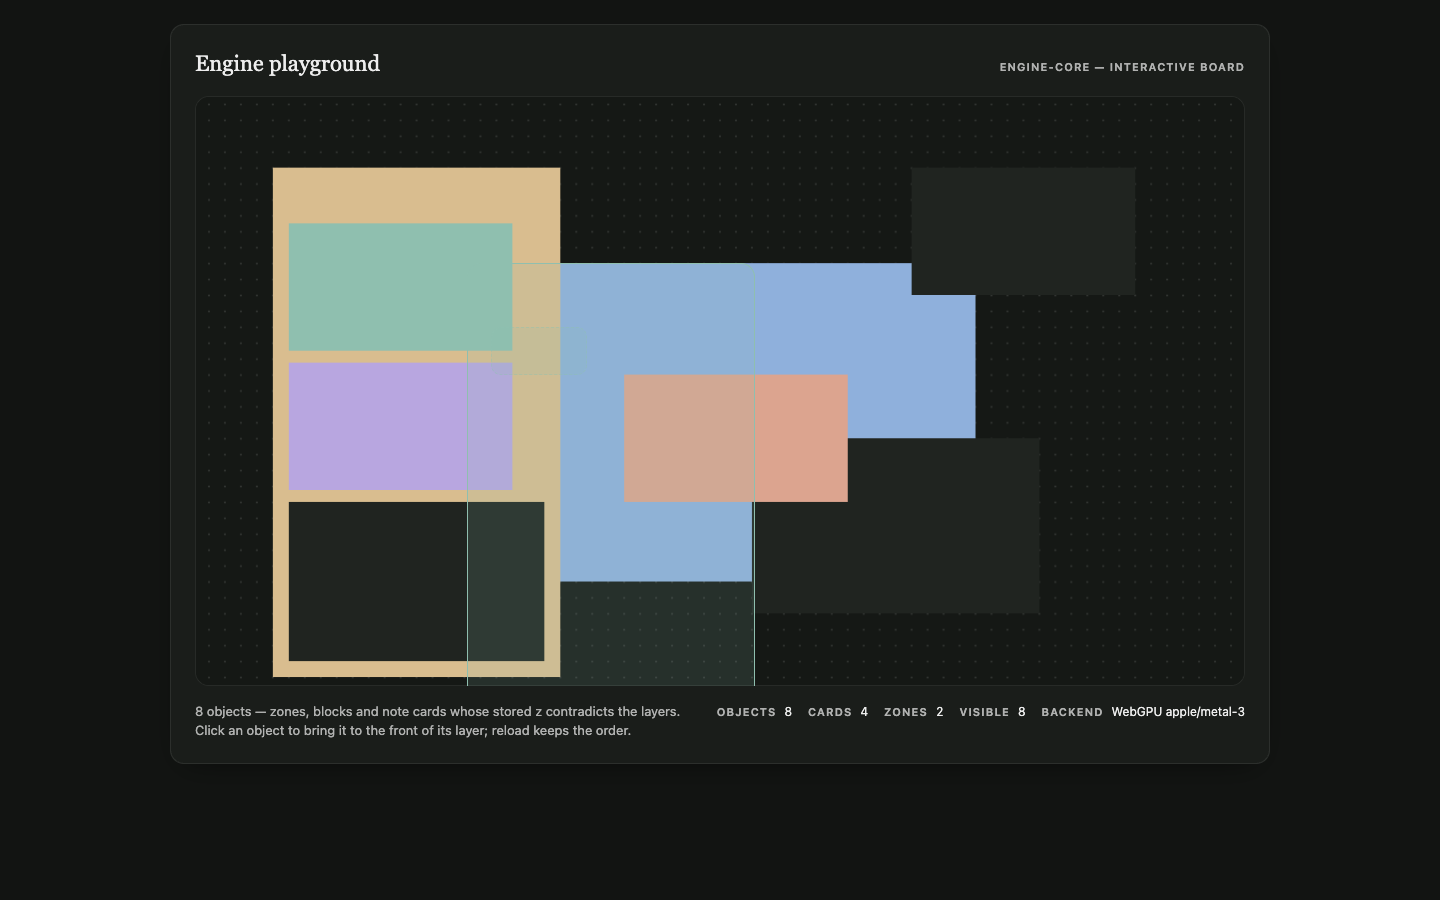 Engine playground
ENGINE-CORE — INTERACTIVE BOARD
8 objects — zones, blocks and note cards whose stored z contradicts the layers.
Click an object to bring it to the front of its layer; reload keeps the order.
OBJECTS 8 CARDS 4 ZONES 2 VISIBLE 8 BACKEND WebGPU apple/metal-3